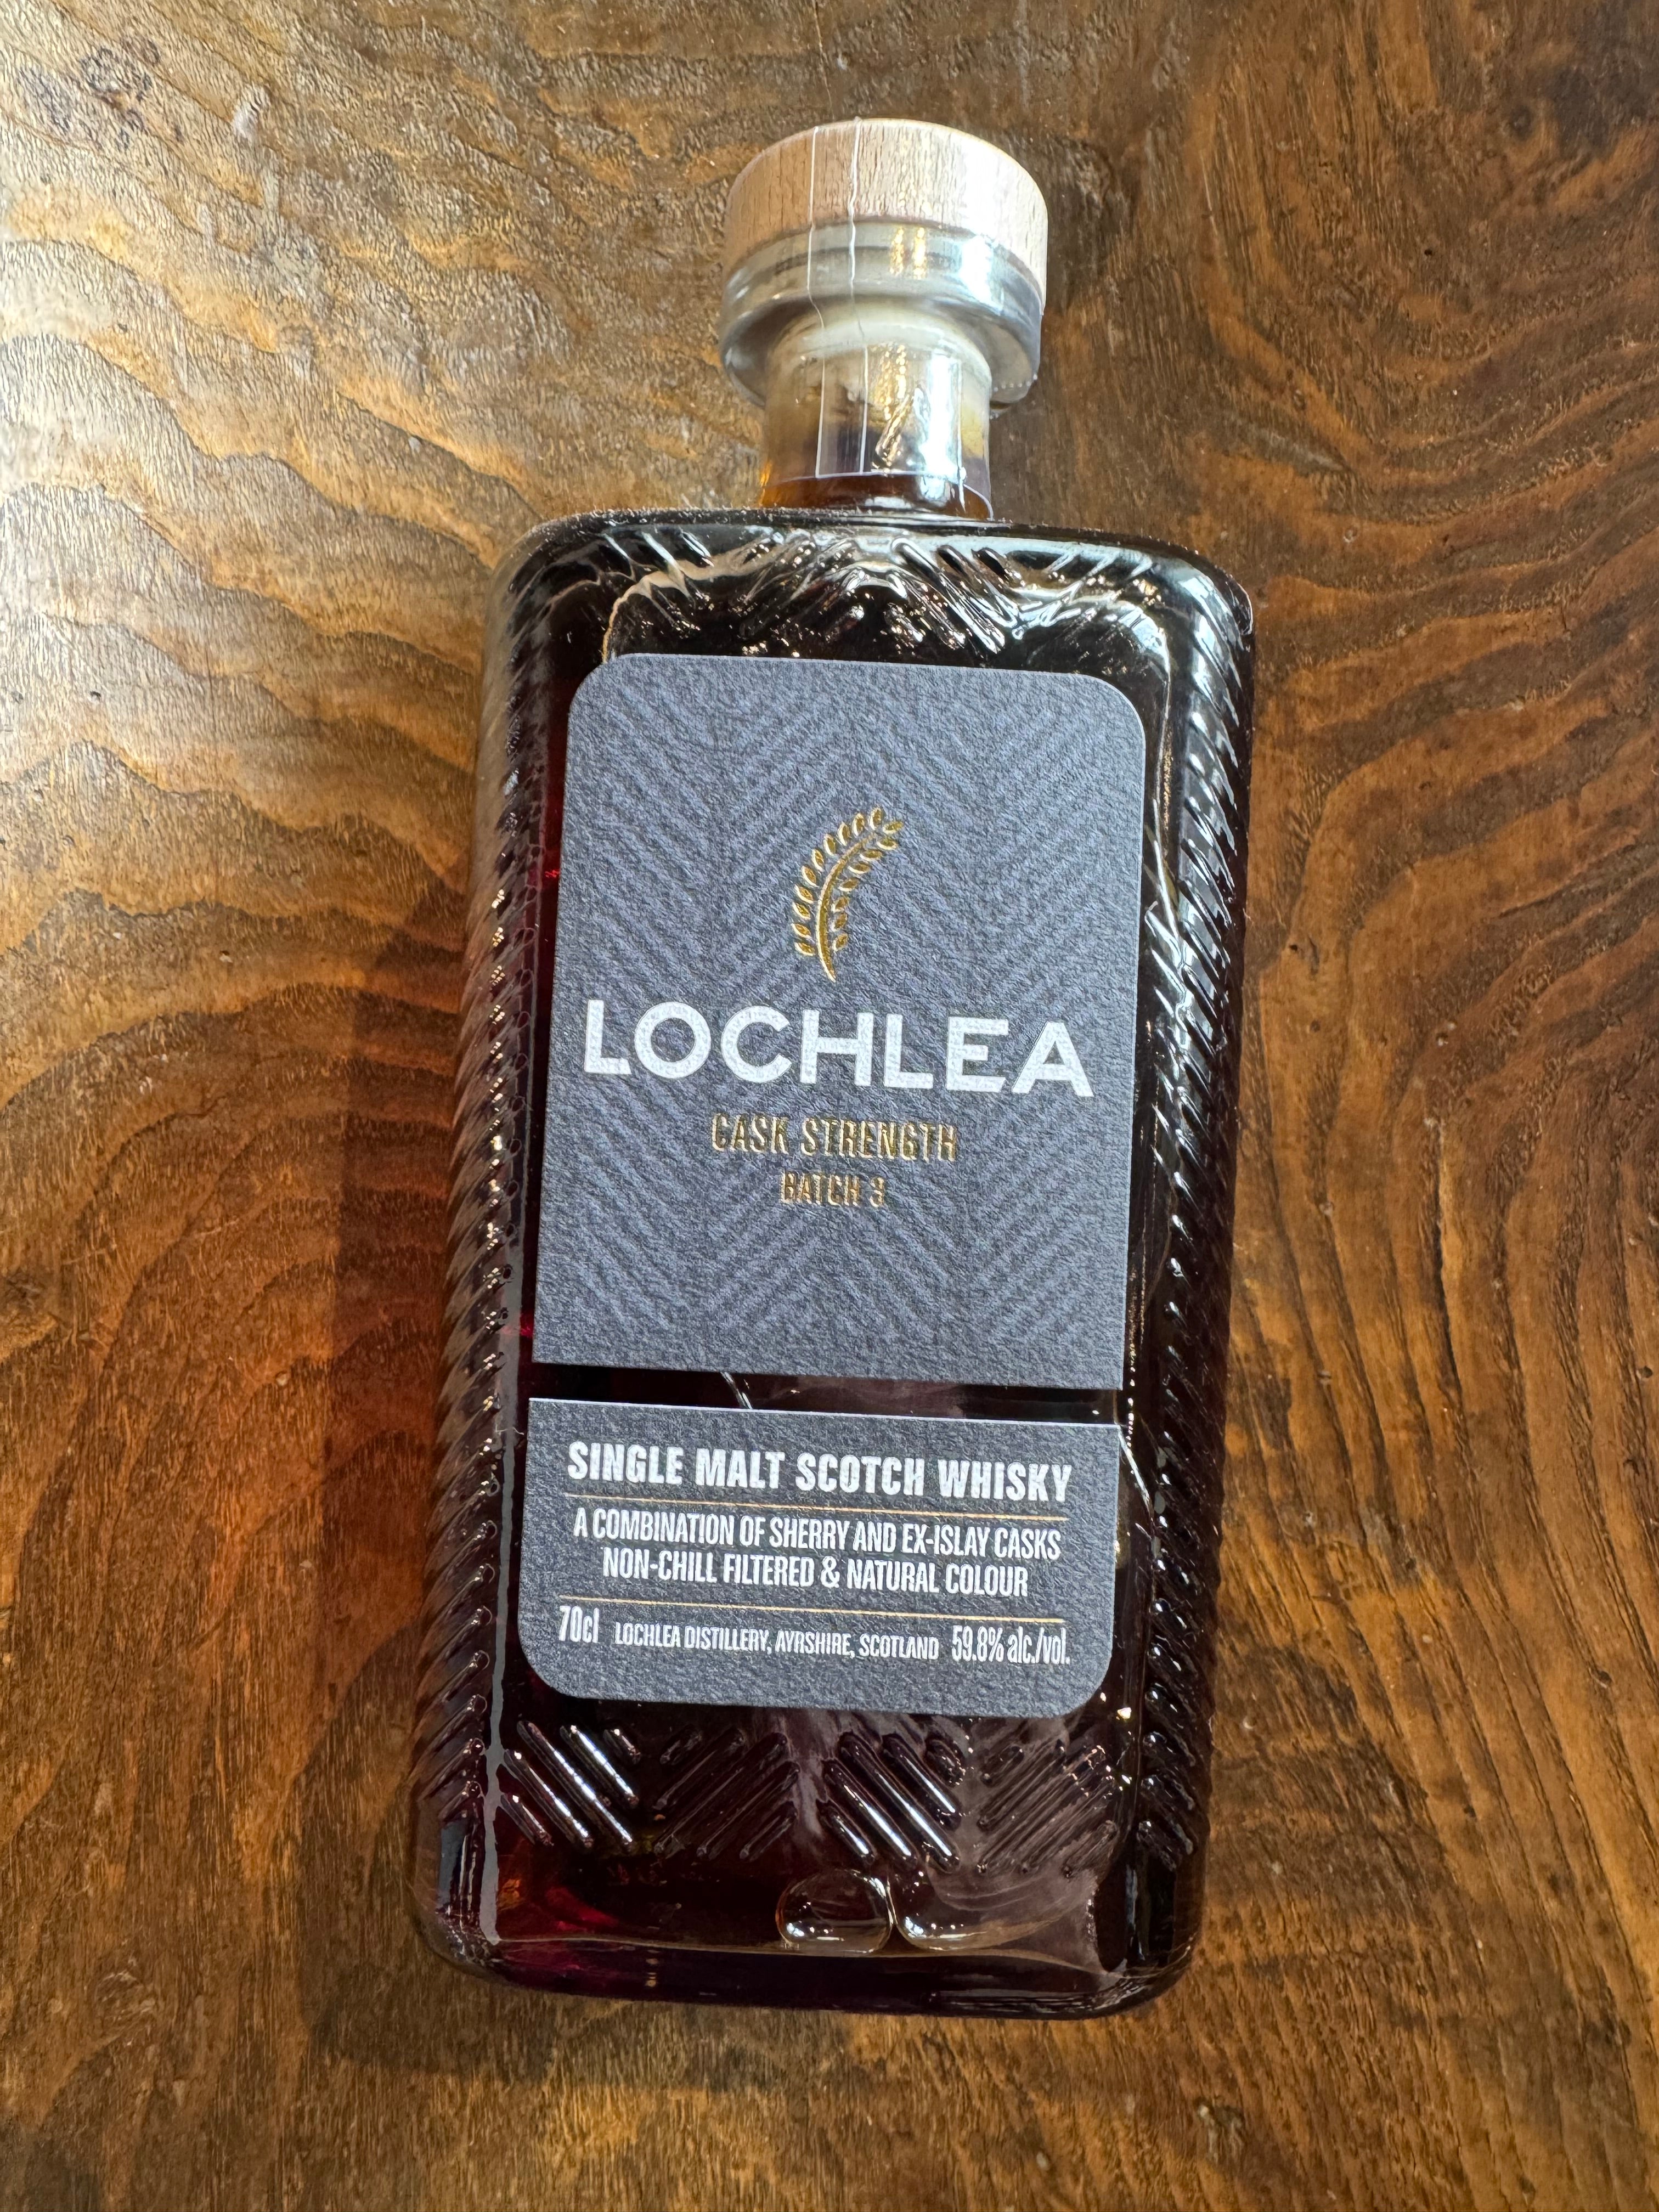 LOCHLEA
CASK STRENGTH
BATCH 3
SINGLE MALT SCOTCH WHISKY
A COMBINATION OF SHERRY AND EX-ISLAY CASKS
NON-CHILL FILTERED & NATURAL COLOUR
70cl LOCHLEA DISTILLERY, AYRSHIRE, SCOTLAND 59.8% alc./vol.